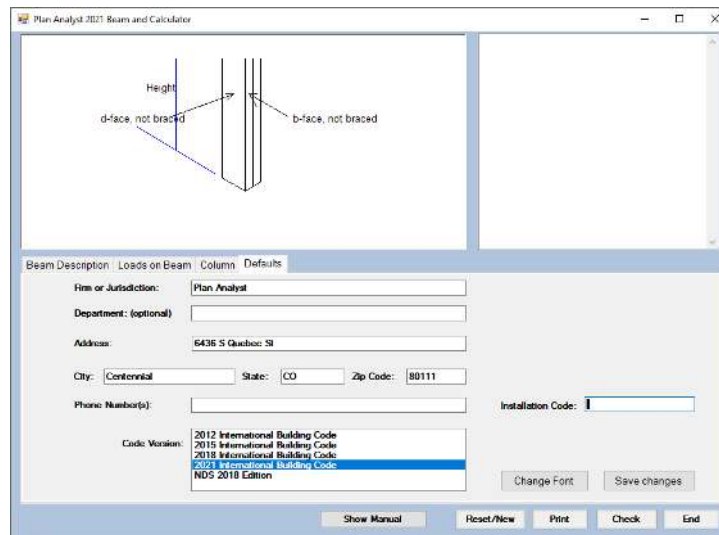 Plan Analyst 2021 Beam and Calculator
Height
d-face, not braced
b-face, not braced
Beam Description Loads on Beam Column Defaults
Firm or Jurisdiction: Plan Analyst
Department: (optional)
Address: 6436 S Quebec St
City: Centennial State: CO Zip Code: 80111
Phone Number(s):
Installation Code:
Code Version:
2012 International Building Code
2015 International Building Code
2018 International Building Code
2021 International Building Code
NDS 2018 Edition
Change Font Save changes
Show Manual Reset/New Print Check End